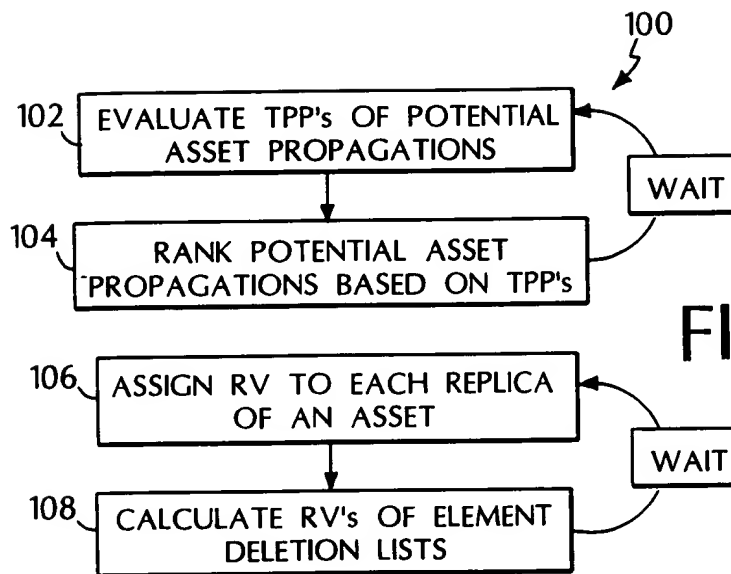 100
102
EVALUATE TPP's OF POTENTIAL
ASSET PROPAGATIONS
WAIT
104
RANK POTENTIAL ASSET
PROPAGATIONS BASED ON TPP's
FI
106
ASSIGN RV TO EACH REPLICA
OF AN ASSET
WAIT
108
CALCULATE RV's OF ELEMENT
DELETION LISTS